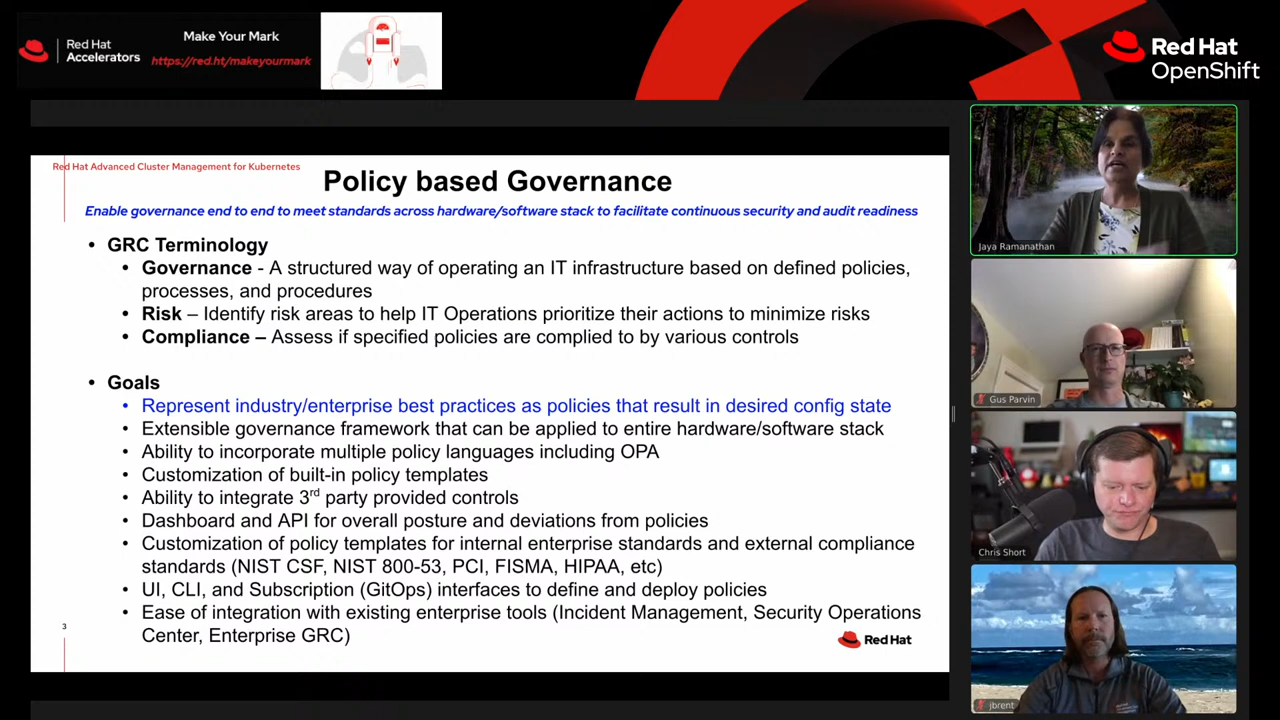 Red Hat
Accelerators
Make Your Mark
https://red.ht/makeyourmark
Red Hat
OpenShift
Red Hat Advanced Cluster Management for Kubernetes
Policy based Governance
Enable governance end to end to meet standards across hardware/software stack to facilitate continuous security and audit readiness
• GRC Terminology
• Governance - A structured way of operating an IT infrastructure based on defined policies,
processes, and procedures
• Risk – Identify risk areas to help IT Operations prioritize their actions to minimize risks
• Compliance – Assess if specified policies are complied to by various controls
• Goals
• Represent industry/enterprise best practices as policies that result in desired config state
• Extensible governance framework that can be applied to entire hardware/software stack
• Ability to incorporate multiple policy languages including OPA
• Customization of built-in policy templates
• Ability to integrate 3rd party provided controls
• Dashboard and API for overall posture and deviations from policies
• Customization of policy templates for internal enterprise standards and external compliance
standards (NIST CSF, NIST 800-53, PCI, FISMA, HIPAA, etc)
• UI, CLI, and Subscription (GitOps) interfaces to define and deploy policies
• Ease of integration with existing enterprise tools (Incident Management, Security Operations
Center, Enterprise GRC)
3
Red Hat
Jaya Ramanathan
Gus Parvin
Chris Short
jbrent